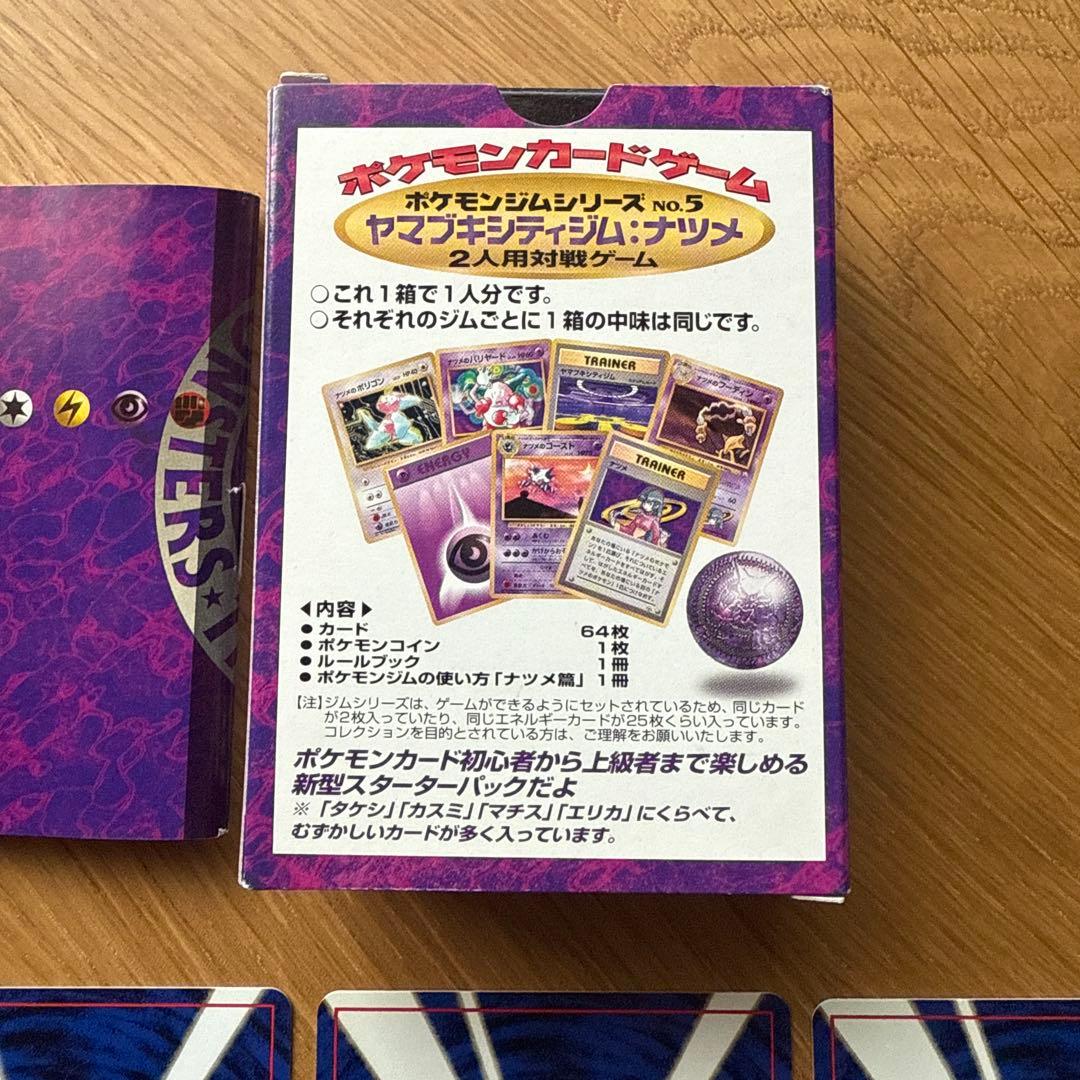 ポケモンカードゲーム
ポケモンジムシリーズ NO.5
ヤマブキシティジム：ナツメ
2人用対戦ゲーム
○これ1箱で1人分です。
○それぞれのジムごとに1箱の中味は同じです。
ナツメのポリゴン
ナツメのバリヤード
TRAINER
ヤマブキシティジム
ナツメのフーディン
ENERGY
ナツメのゴースト
あくむ
TRAINER
ナツメ
◀内容▶
●カード 64枚
●ポケモンコイン 1枚
●ルールブック 1冊
●ポケモンジムの使い方「ナツメ篇」 1冊
【注】ジムシリーズは、ゲームができるようにセットされているため、同じカード
が2枚入っていたり、同じエネルギーカードが25枚くらい入っています。
コレクションを目的とされている方は、ご理解をお願いいたします。
ポケモンカード初心者から上級者まで楽しめる
新型スターターパックだよ
※「タケシ」「カスミ」「マチス」「エリカ」にくらべて、
むずかしいカードが多く入っています。